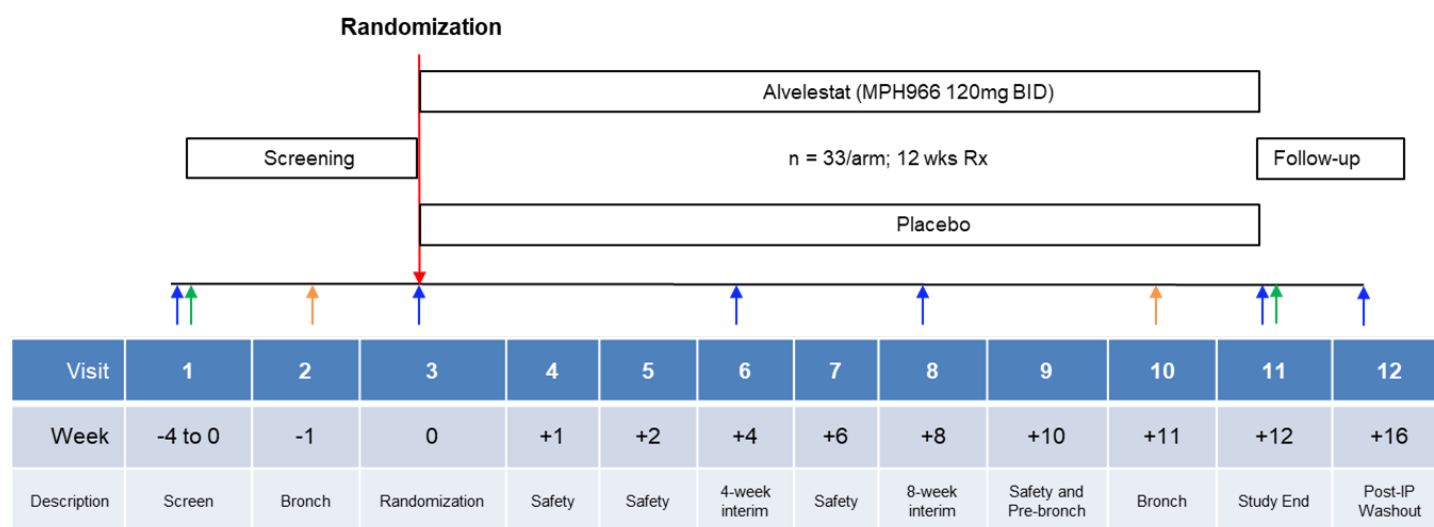 Randomization
Alvelestat (MPH966 120mg BID)
Screening
n = 33/arm; 12 wks Rx
Follow-up
Placebo
Visit 1 2 3 4 5 6 7 8 9 10 11 12
Week -4 to 0 -1 0 +1 +2 +4 +6 +8 +10 +11 +12 +16
Description Screen Bronch Randomization Safety Safety 4-week interim Safety 8-week interim Safety and Pre-bronch Bronch Study End Post-IP Washout